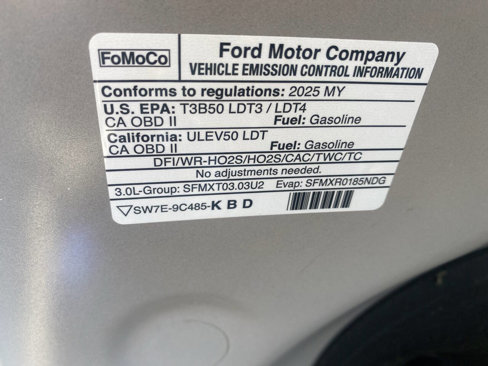 FoMoCo
Ford Motor Company
VEHICLE EMISSION CONTROL INFORMATION
Conforms to regulations: 2025 MY
U.S. EPA: T3B50 LDT3 / LDT4
CA OBD II Fuel: Gasoline
California: ULEV50 LDT
CA OBD II Fuel: Gasoline
DFI/WR-HO2S/HO2S/CAC/TWC/TC
No adjustments needed.
3.0L-Group: SFMXT03.03U2 Evap: SFMXR0185NDG
SW7E-9C485-KBD